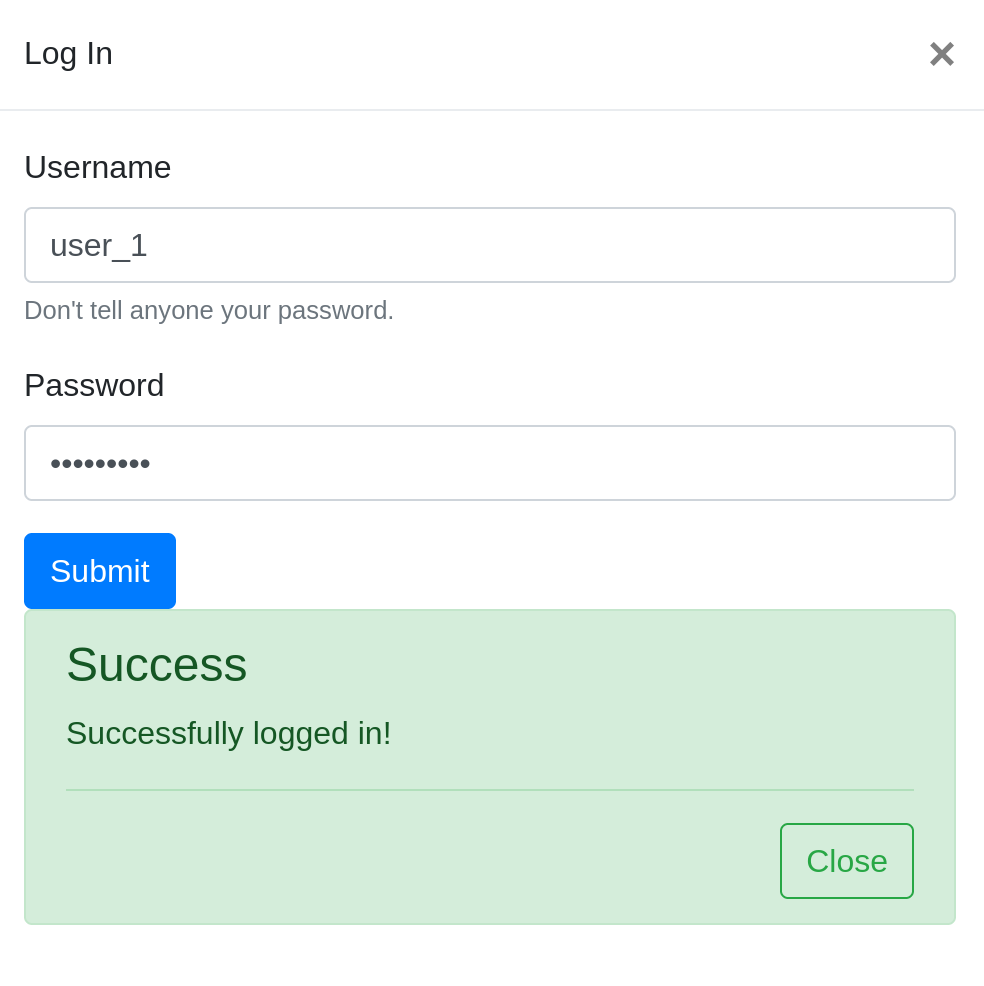 Log In ×
Username
user_1
Don't tell anyone your password.
Password
•••••••••
Submit
Success
Successfully logged in!
Close